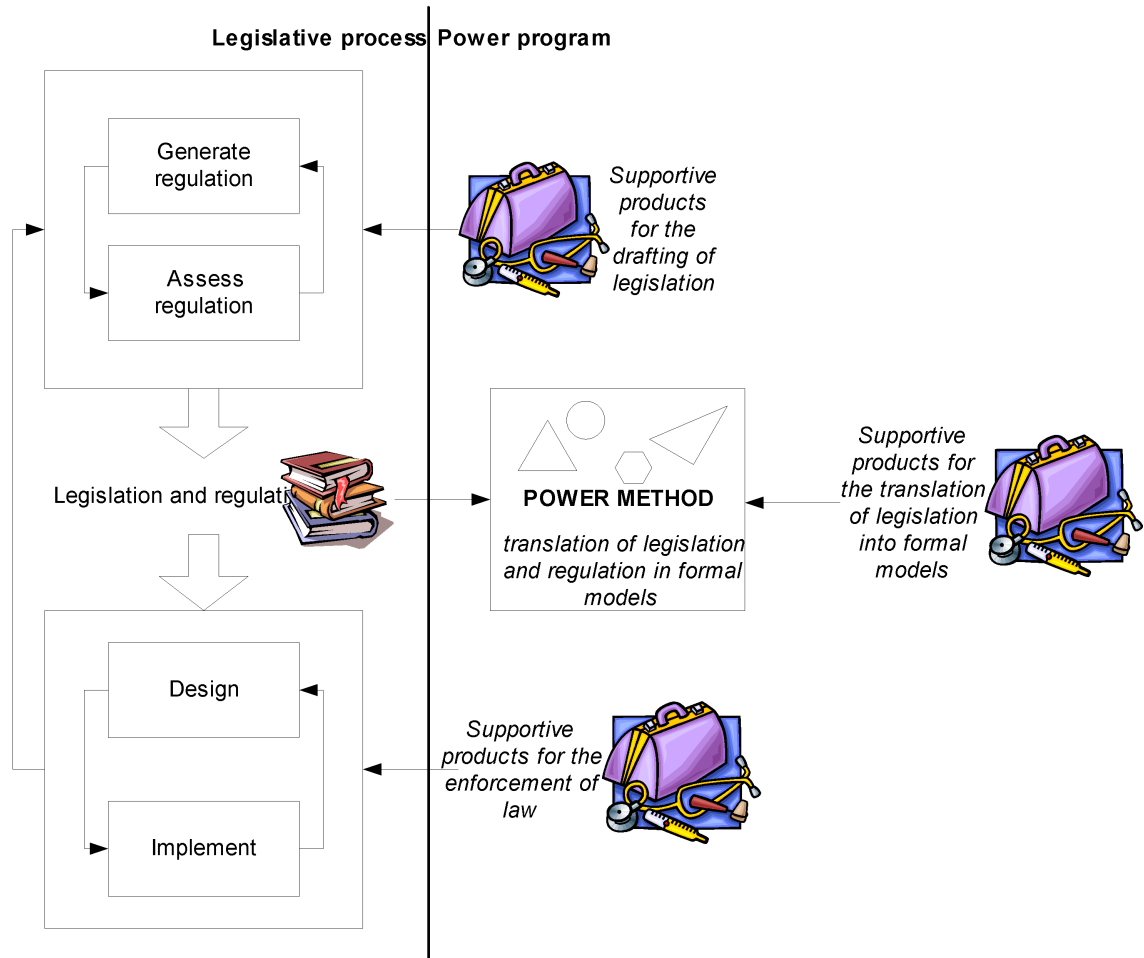 Legislative process Power program
Generate
regulation
Assess
regulation
Supportive
products
for the
drafting of
legislation
Legislation and regulati
POWER METHOD
translation of legislation
and regulation in formal
models
Supportive
products for
the translation
of legislation
into formal
models
Design
Implement
Supportive
products for the
enforcement of
law